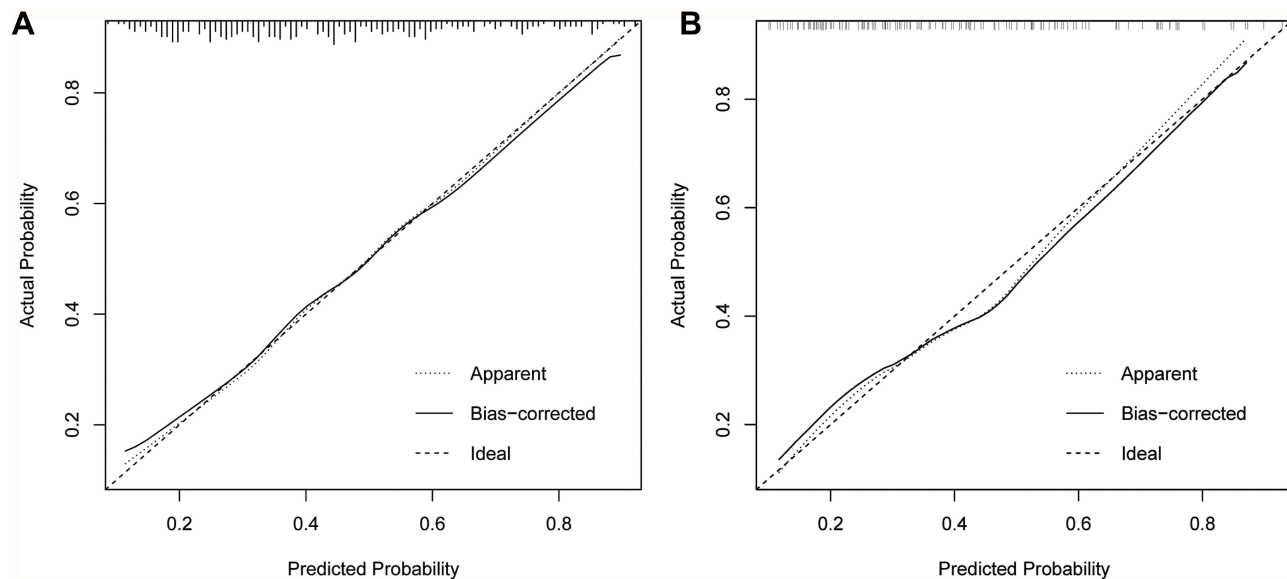 A
Actual Probability
0.8
0.6
0.4
0.2
Apparent
Bias-corrected
Ideal
0.2 0.4 0.6 0.8
Predicted Probability
B
Actual Probability
0.8
0.6
0.4
0.2
Apparent
Bias-corrected
Ideal
0.2 0.4 0.6 0.8
Predicted Probability